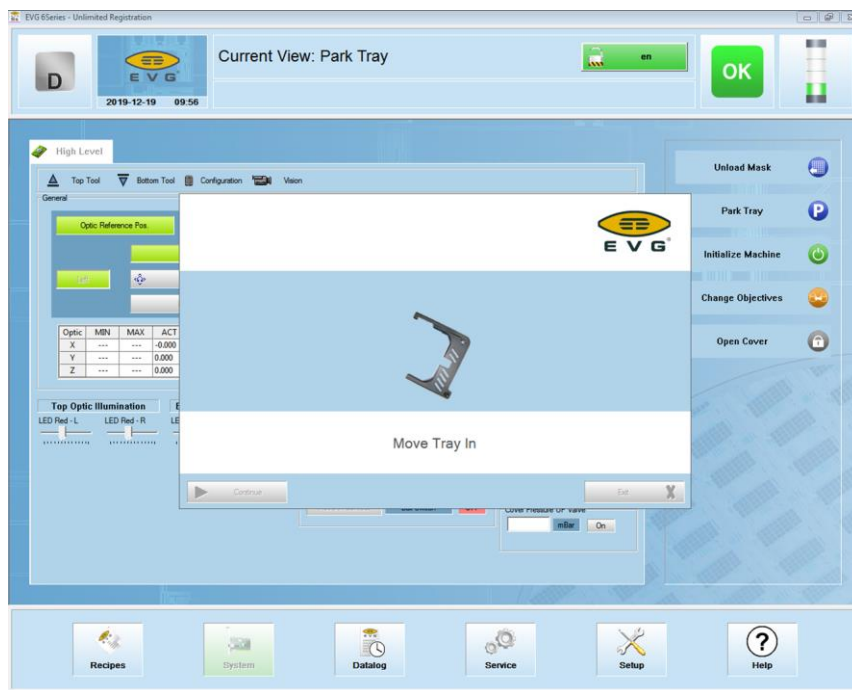 EVG 6Series - Unlimited Registration
D
EVG
2019-12-19 09:56
Current View: Park Tray
en
OK
High Level
Top Tool Bottom Tool Configuration Vision
General
Optic Reference Pos.
Left
Optic MIN MAX ACT
X --- --- -0.000
Y --- --- 0.000
Z --- --- 0.000
Top Optic Illumination
LED Red - L LED Red - R LE
EVG
Move Tray In
Continue
Exit
Cover Pressure UP Valve
mBar On
Unload Mask
Park Tray
P
Initialize Machine
Change Objectives
Open Cover
Recipes
System
Datalog
Service
Setup
?
Help